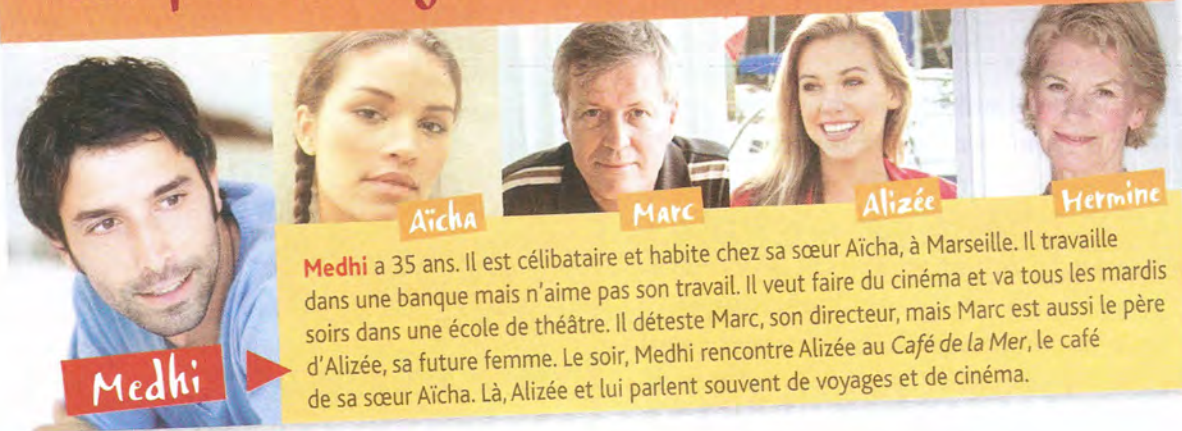 Aïcha
Marc
Alizée
Hermine
Medhi
Medhi a 35 ans. Il est célibataire et habite chez sa sœur Aïcha, à Marseille. Il travaille
dans une banque mais n'aime pas son travail. Il veut faire du cinéma et va tous les mardis
soirs dans une école de théâtre. Il déteste Marc, son directeur, mais Marc est aussi le père
d'Alizée, sa future femme. Le soir, Medhi rencontre Alizée au Café de la Mer, le café
de sa sœur Aïcha. Là, Alizée et lui parlent souvent de voyages et de cinéma.